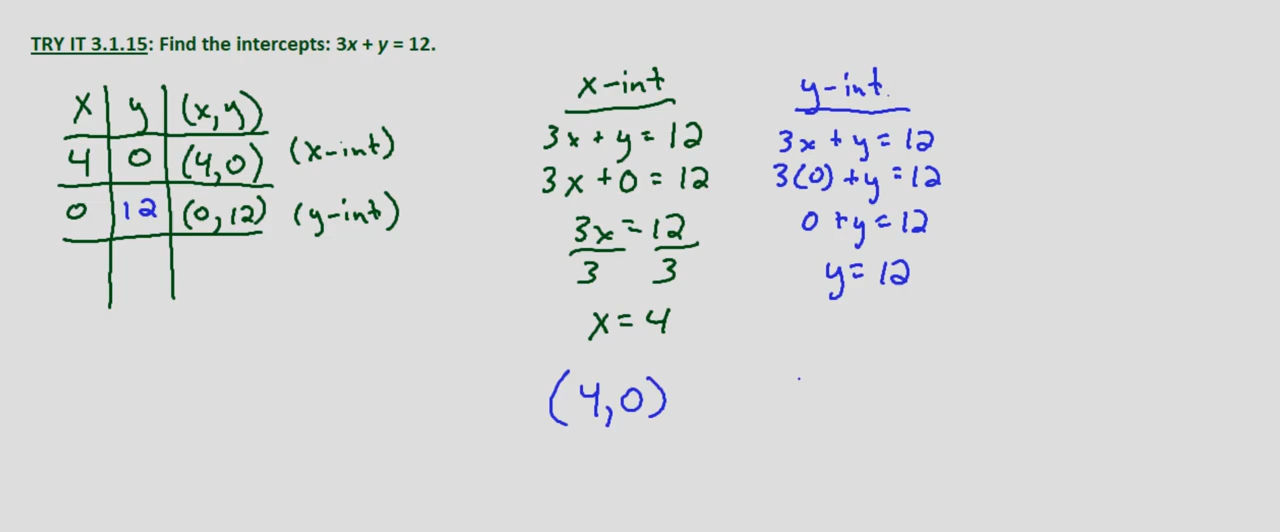 TRY IT 3.1.15: Find the intercepts: 3x + y = 12.
x y (x,y)
4 0 (4,0) (x-int)
0 12 (0,12) (y-int)
x-int
3x + y = 12
3x + 0 = 12
3x = 12
3 3
x = 4
(4,0)
y-int.
3x + y = 12
3(0) + y = 12
0 + y = 12
y = 12